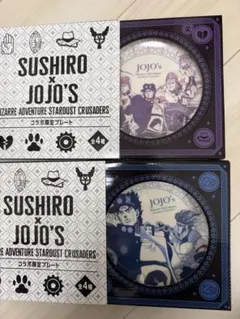 SUSHIRO
×
JOJO'S
BIZARRE ADVENTURE STARDUST CRUSADERS
コラボ限定プレート
全4種
JOJO's
SUSHIRO
×
JOJO'S
BIZARRE ADVENTURE STARDUST CRUSADERS
コラボ限定プレート
全4種
JOJO's